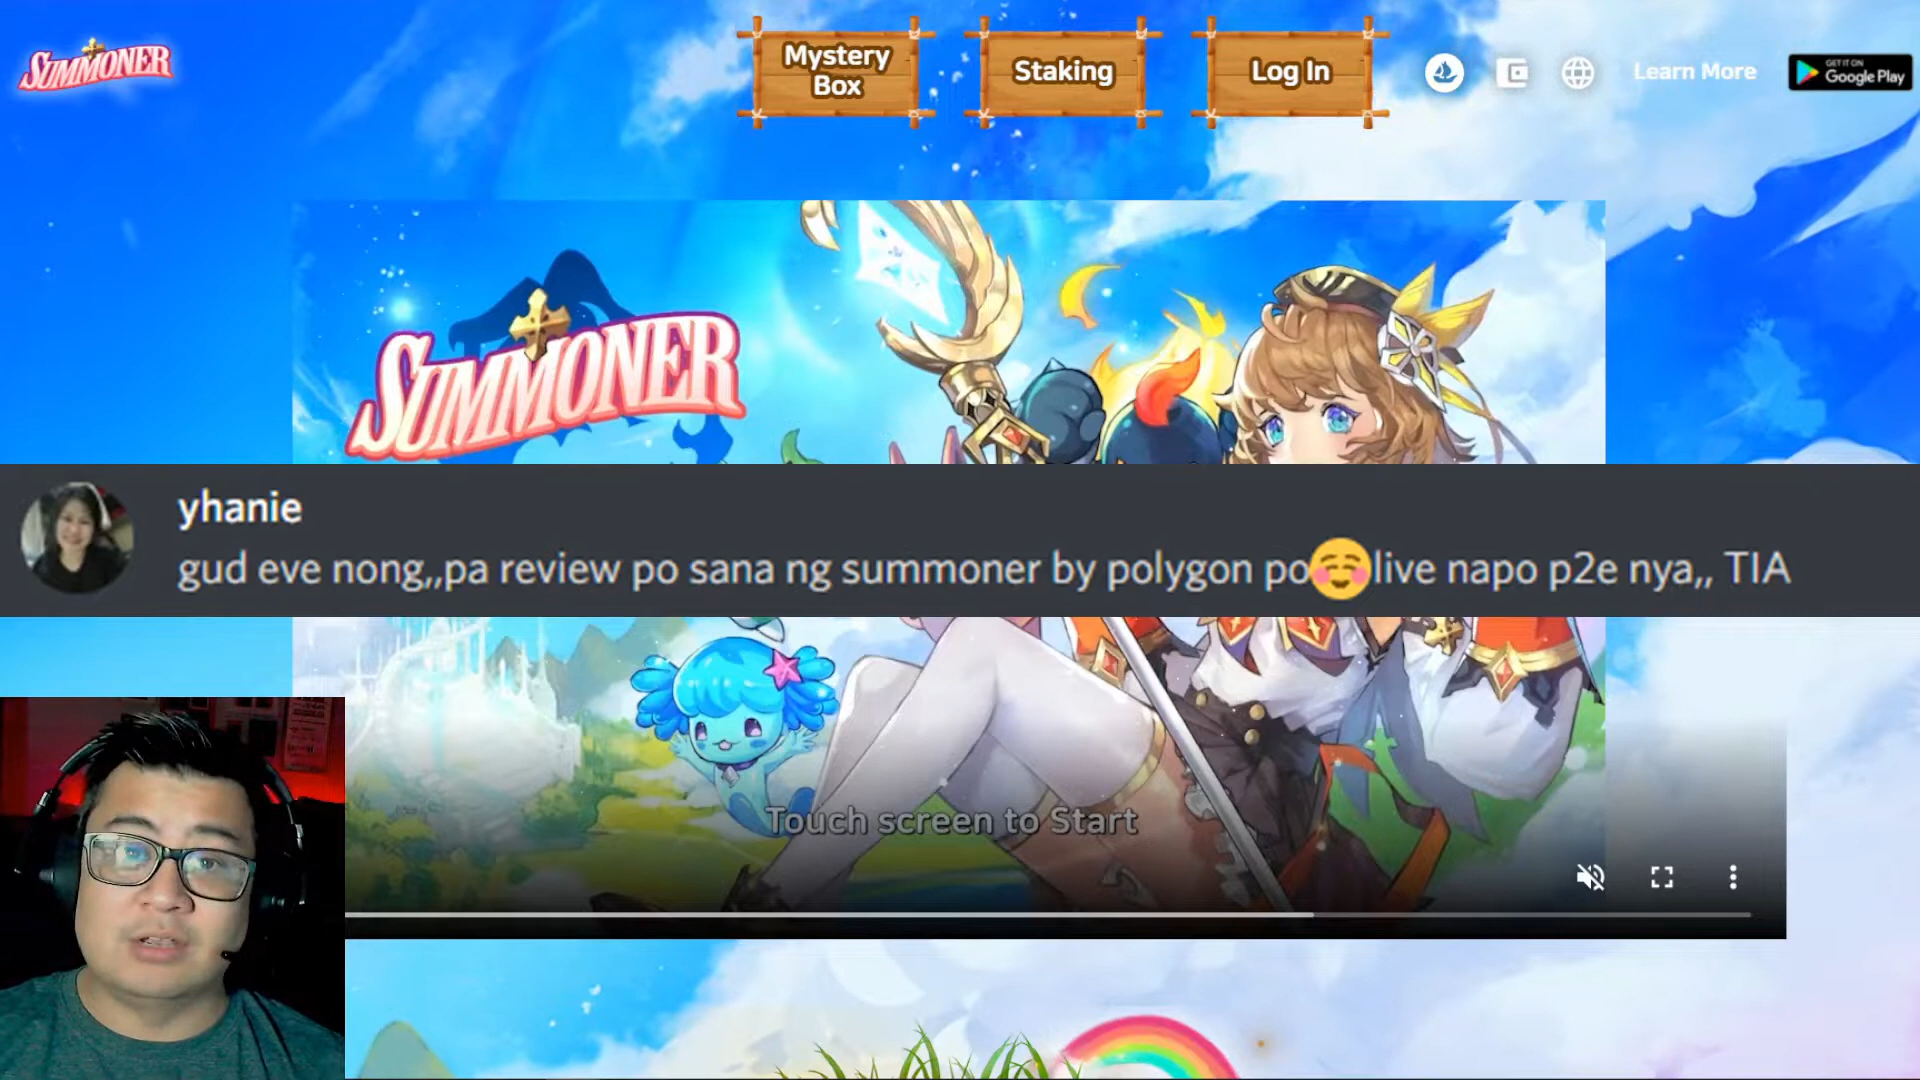 SUMMONER
Mystery
Box
Staking
Log In
Learn More
GET IT ON
Google Play
SUMMONER
yhanie
gud eve nong,,pa review po sana ng summoner by polygon po☺️live napo p2e nya,, TIA
Touch screen to Start